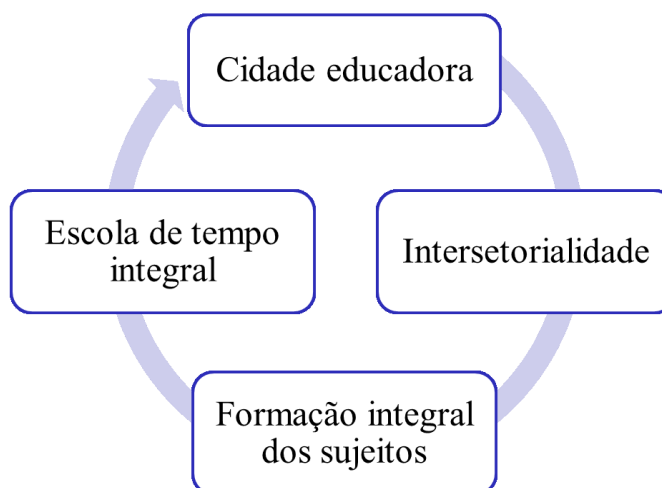 Cidade educadora
Escola de tempo
integral
Intersetorialidade
Formação integral
dos sujeitos